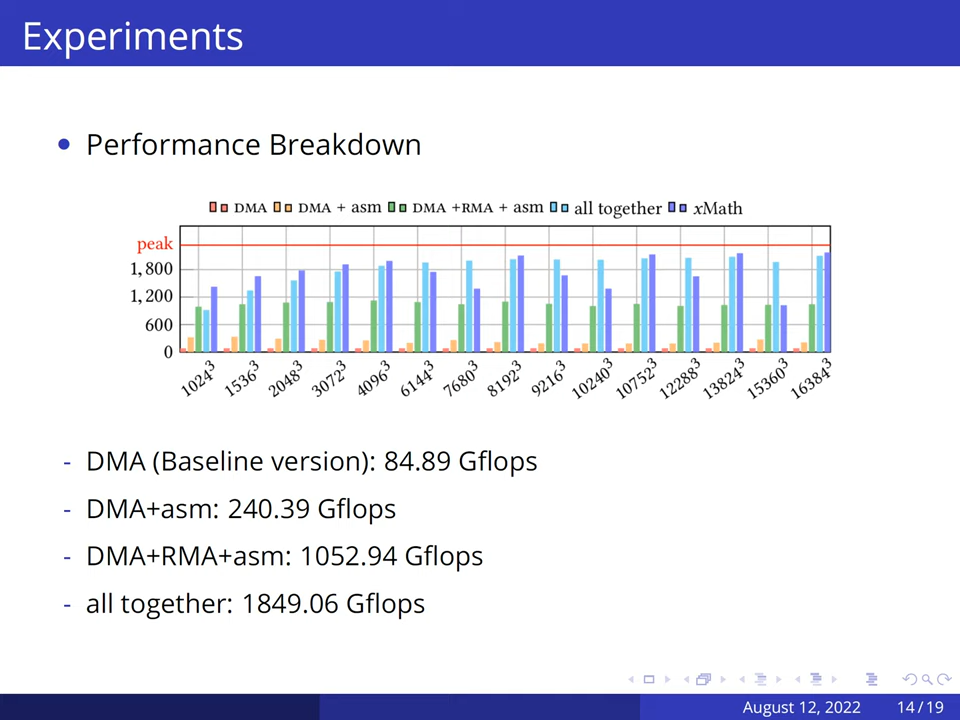 Experiments
• Performance Breakdown
DMA DMA + asm DMA +RMA + asm all together xMath
peak
1,800
1,200
600
0
1024³ 1536³ 2048³ 3072³ 4096³ 6144³ 7680³ 8192³ 9216³ 10240³ 10752³ 12288³ 13824³ 15360³ 16384³
- DMA (Baseline version): 84.89 Gflops
- DMA+asm: 240.39 Gflops
- DMA+RMA+asm: 1052.94 Gflops
- all together: 1849.06 Gflops
August 12, 2022 14 / 19